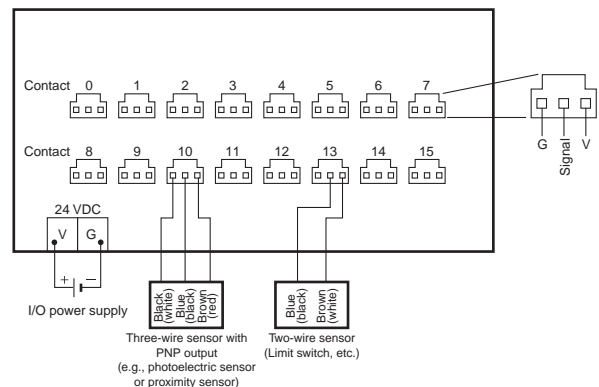 Contact 0 1 2 3 4 5 6 7
G Signal V
Contact 8 9 10 11 12 13 14 15
24 VDC
V G
+ −
I/O power supply
Black
(white)
Blue
(black)
Brown
(red)
Three-wire sensor with
PNP output
(e.g., photoelectric sensor
or proximity sensor)
Blue
(black)
Brown
(white)
Two-wire sensor
(Limit switch, etc.)